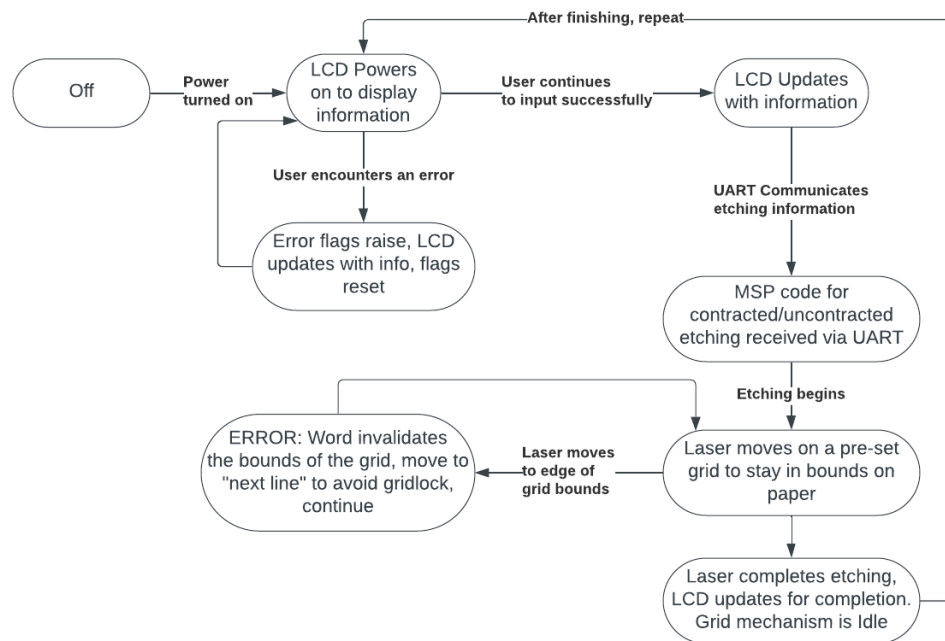 After finishing, repeat
Off
Power
turned on
LCD Powers
on to display
information
User continues
to input successfully
LCD Updates
with information
User encounters an error
UART Communicates
etching information
Error flags raise, LCD
updates with info, flags
reset
MSP code for
contracted/uncontracted
etching received via UART
Etching begins
ERROR: Word invalidates
the bounds of the grid, move to
"next line" to avoid gridlock,
continue
Laser moves
to edge of
grid bounds
Laser moves on a pre-set
grid to stay in bounds on
paper
Laser completes etching,
LCD updates for completion.
Grid mechanism is Idle